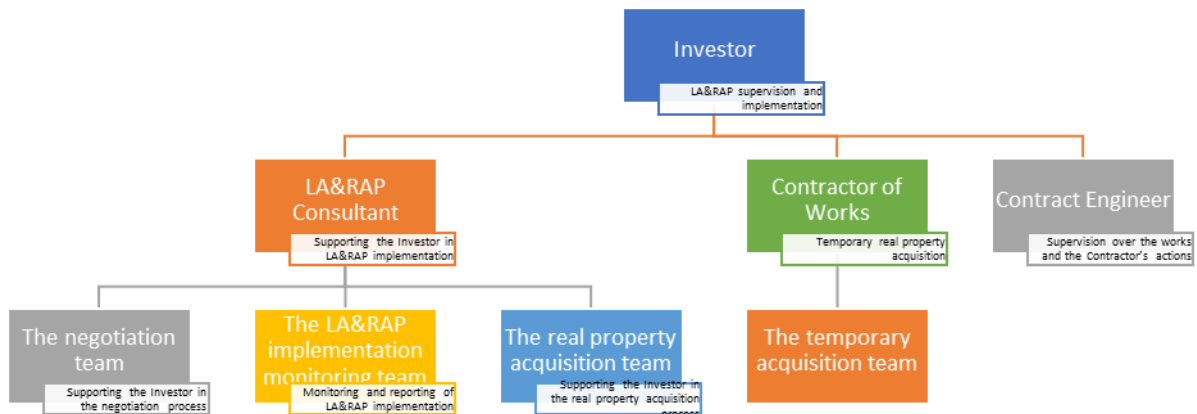 Investor
LA&RAP supervision and
implementation
LA&RAP
Consultant
Supporting the Investor in
LA&RAP implementation
Contractor of
Works
Temporary real property
acquisition
Contract Engineer
Supervision over the works
and the Contractor's actions
The negotiation
team
Supporting the Investor in
the negotiation process
The LA&RAP
implementation
monitoring team
Monitoring and reporting of
LA&RAP implementation
The real property
acquisition team
Supporting the Investor in
the real property acquisition
process
The temporary
acquisition team